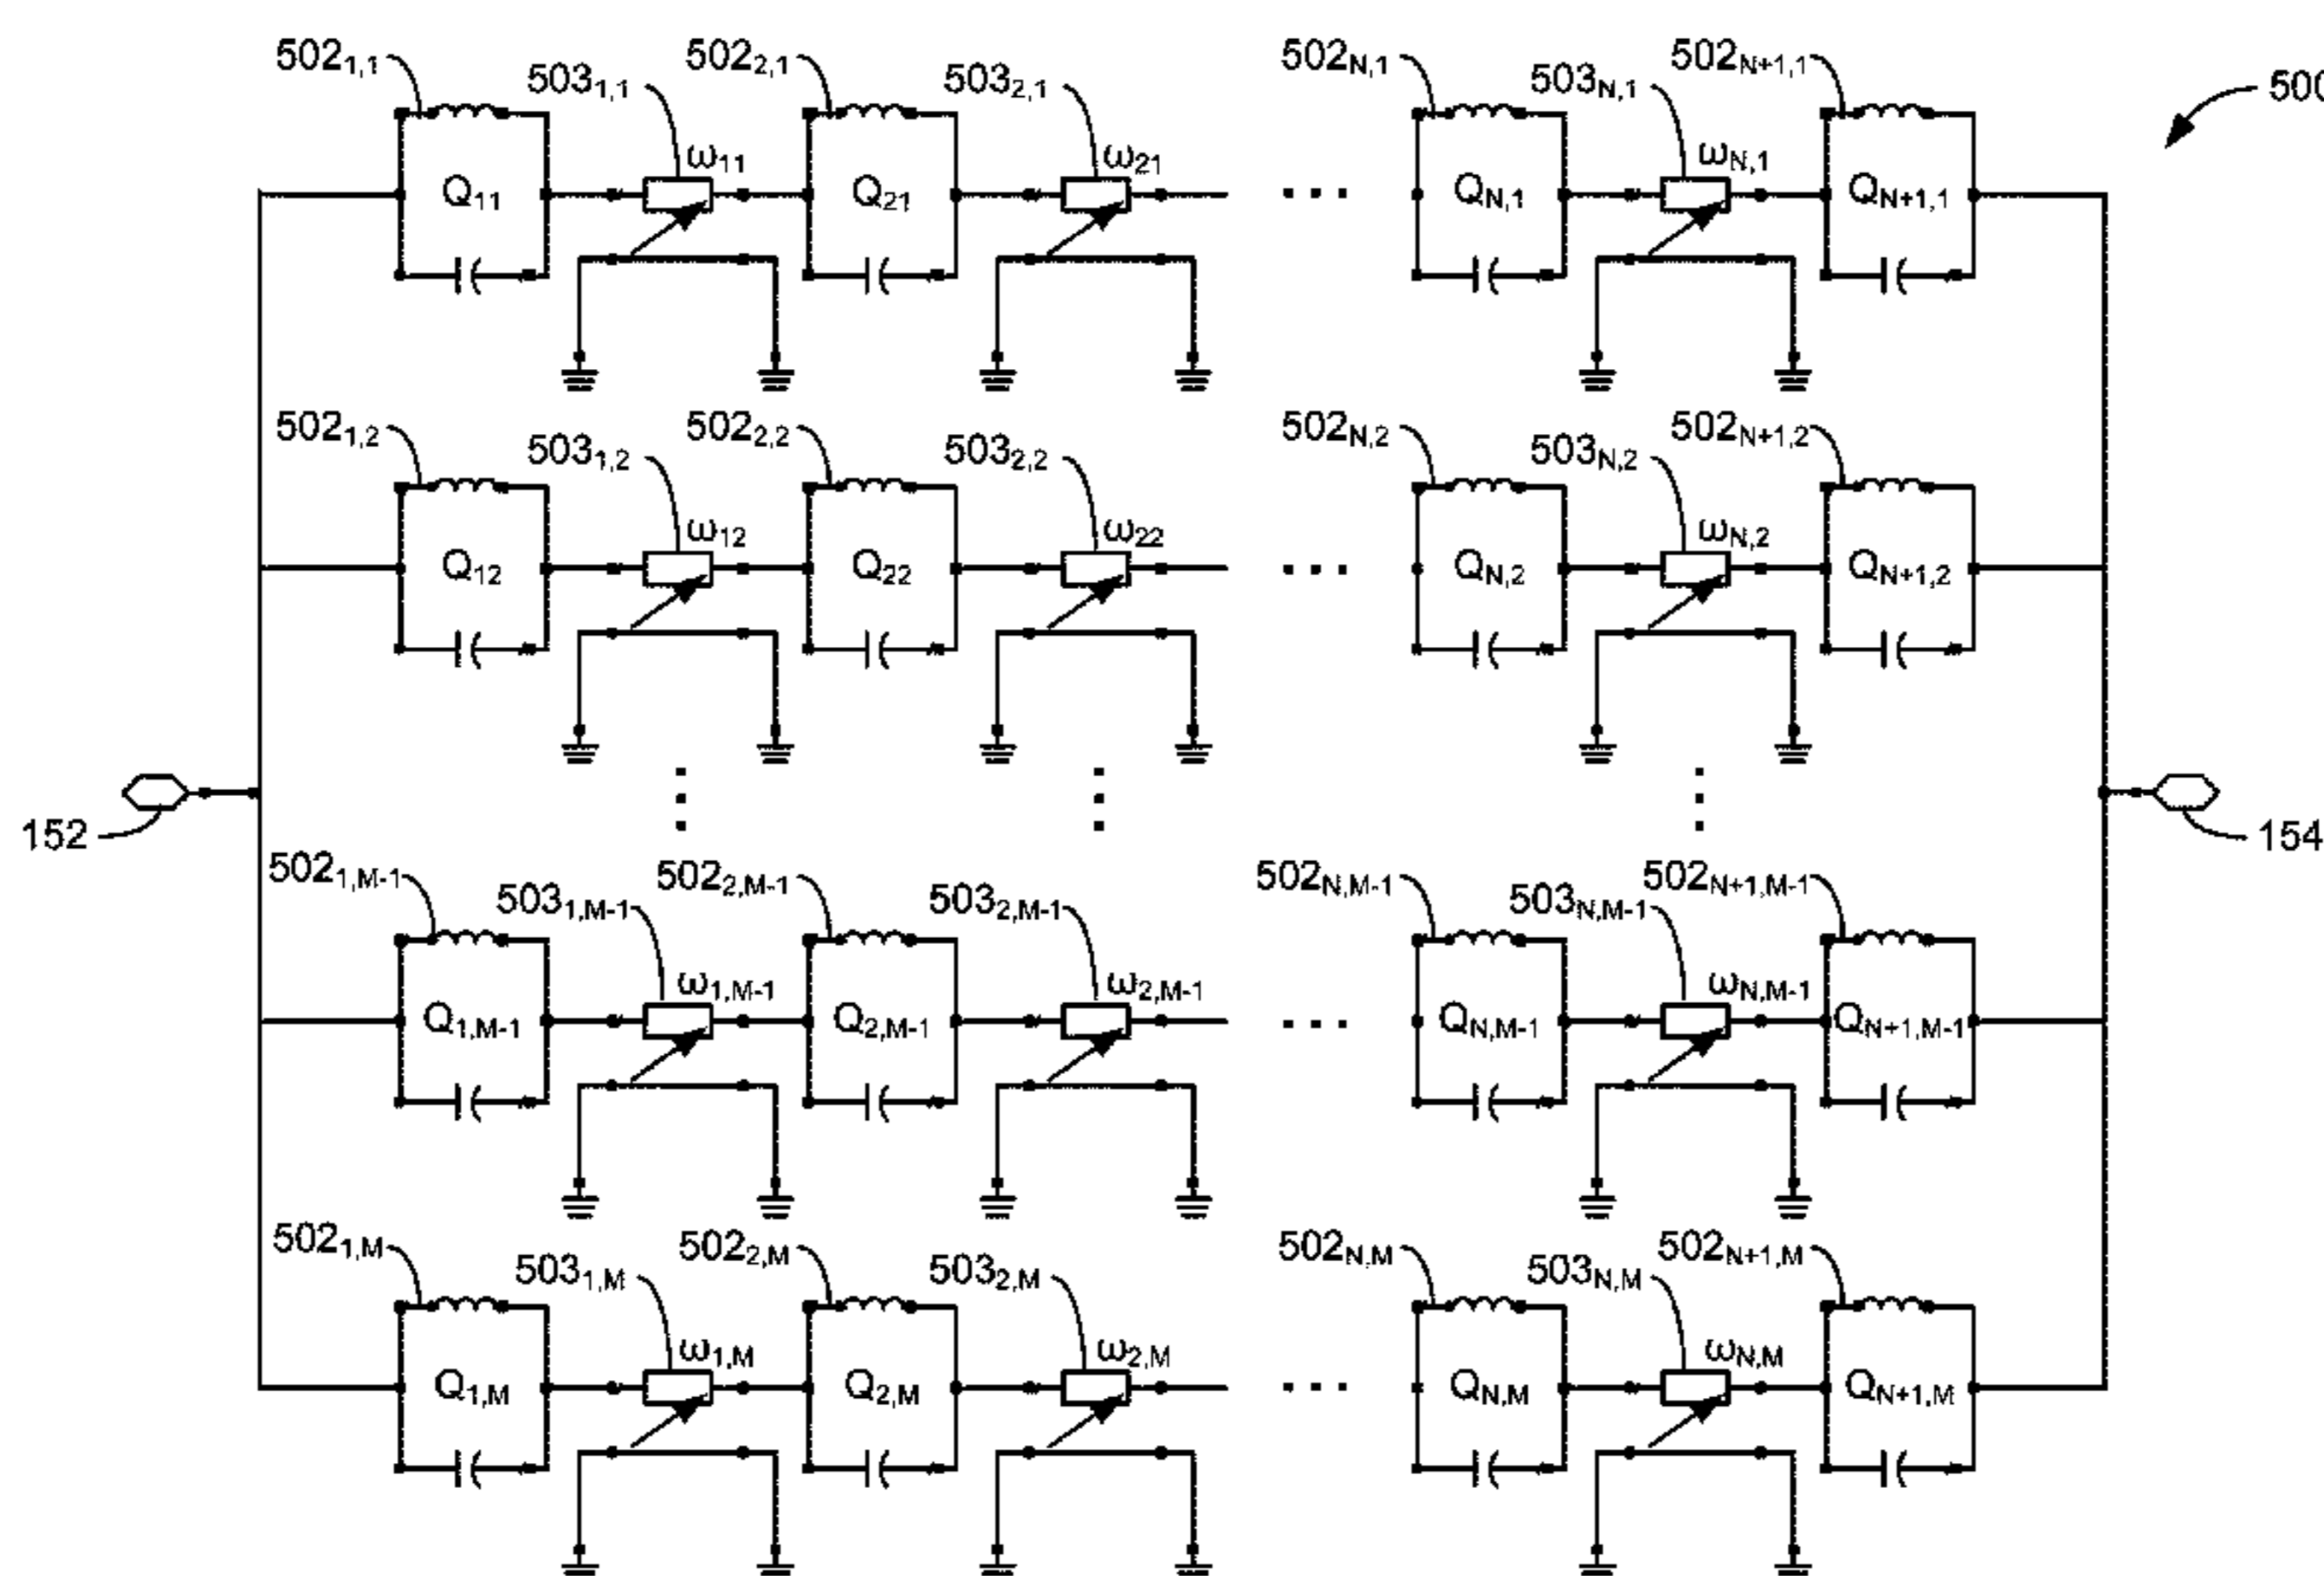 502₁,₁ 503₁,₁ 502₂,₁ 503₂,₁ 502N,₁ 503N,₁ 502N+1,₁ 500
Q₁₁ ω₁₁ Q₂₁ ω₂₁ ... QN,1 ωN,1 QN+1,1
502₁,₂ 503₁,₂ 502₂,₂ 503₂,₂ 502N,₂ 503N,₂ 502N+1,₂
Q₁₂ ω₁₂ Q₂₂ ω₂₂ ... QN,2 ωN,2 QN+1,2
152 154
502₁,M-1 503₁,M-1 502₂,M-1 503₂,M-1 502N,M-1 503N,M-1 502N+1,M-1
Q₁,M-1 ω₁,M-1 Q₂,M-1 ω₂,M-1 ... QN,M-1 ωN,M-1 QN+1,M-1
502₁,M 503₁,M 502₂,M 503₂,M 502N,M 503N,M 502N+1,M
Q₁,M ω₁,M Q₂,M ω₂,M ... QN,M ωN,M QN+1,M